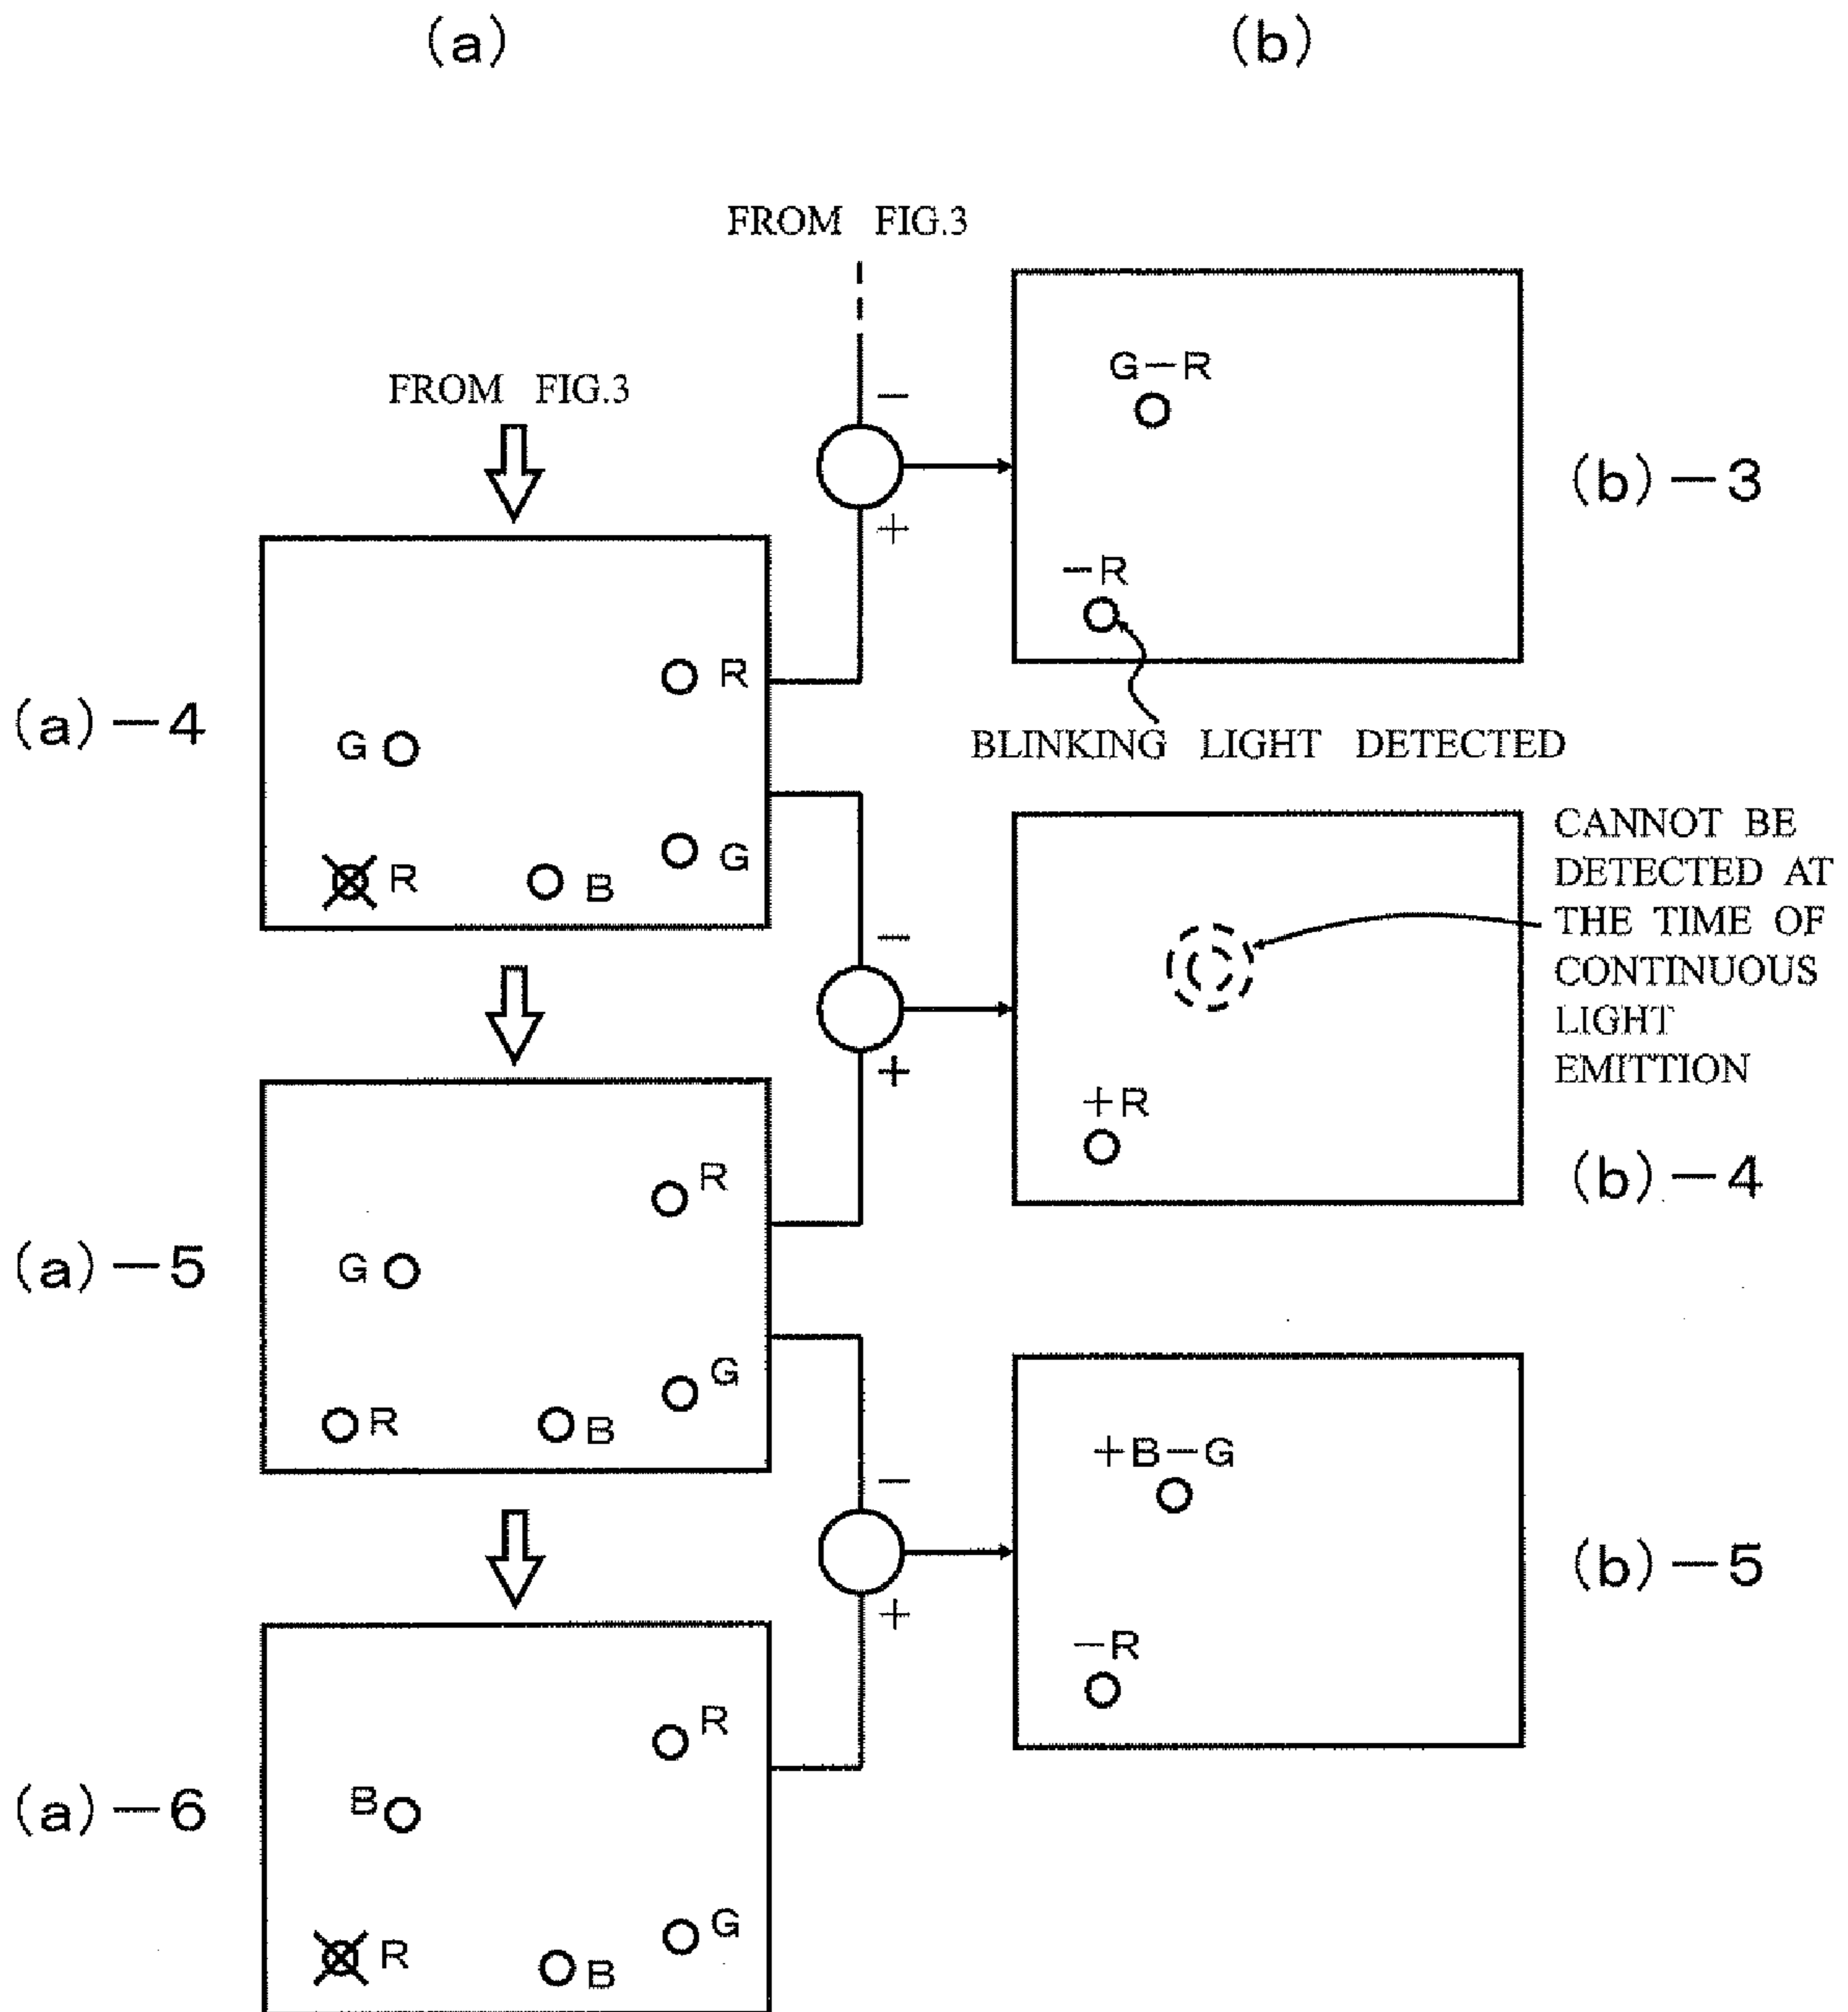 (a)
(b)
FROM FIG.3
FROM FIG.3
−
+
G−R
−R
(b)−3
BLINKING LIGHT DETECTED
(a)−4
R
G
G
R
B
−
+
CANNOT BE
DETECTED AT
THE TIME OF
CONTINUOUS
LIGHT
EMITTION
+R
(b)−4
(a)−5
R
G
G
R
B
−
+
+B−G
−R
(b)−5
(a)−6
R
B
G
R
B